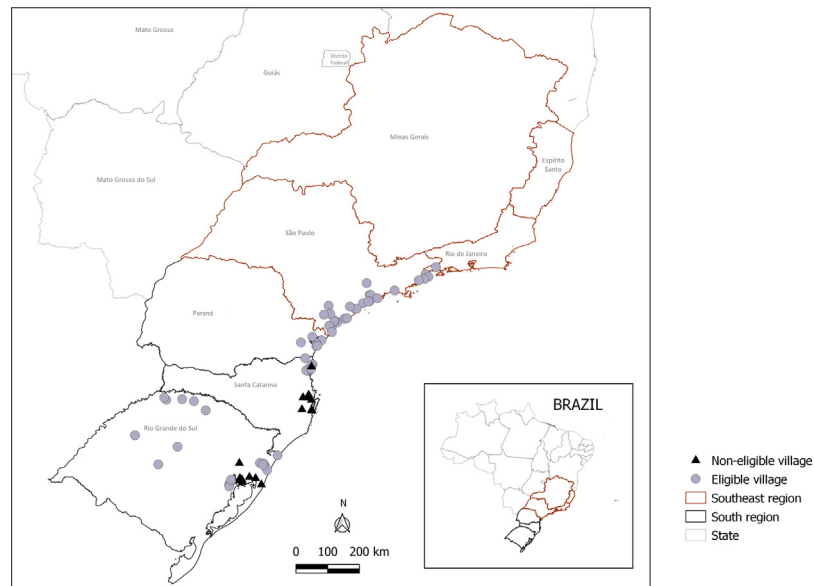 Mato Grosso
Distrito
Federal
Goiás
Minas Gerais
Espírito
Santo
Mato Grosso do Sul
São Paulo
Rio de Janeiro
Paraná
Santa Catarina
Rio Grande do Sul
BRAZIL
N
0 100 200 km
Non-eligible village
Eligible village
Southeast region
South region
State